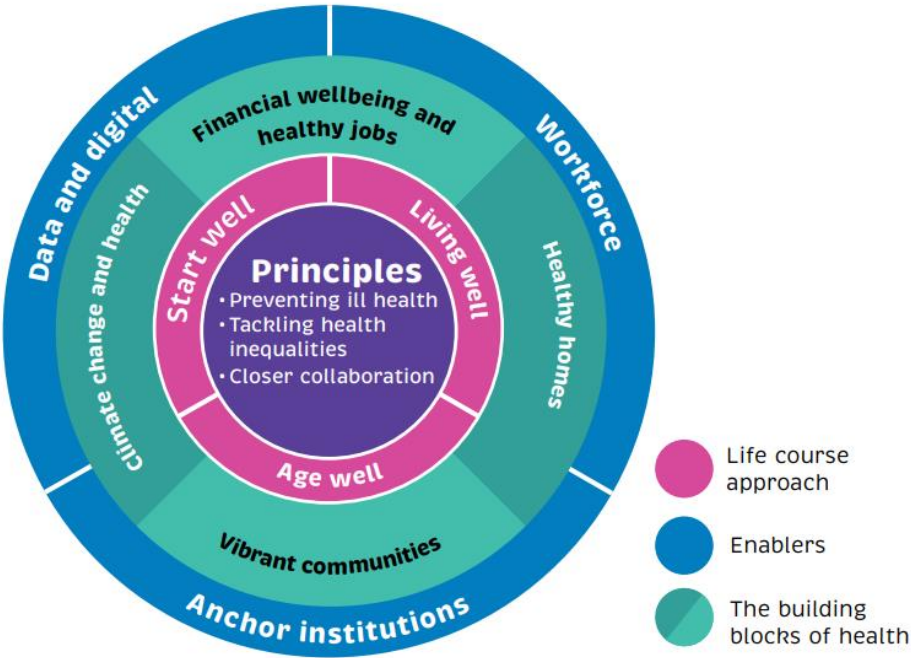 Data and digital
Workforce
Anchor institutions
Financial wellbeing and
healthy jobs
Climate change and health
Healthy homes
Vibrant communities
Start well
Living well
Age well
Principles
• Preventing ill health
• Tackling health
inequalities
• Closer collaboration
Life course
approach
Enablers
The building
blocks of health